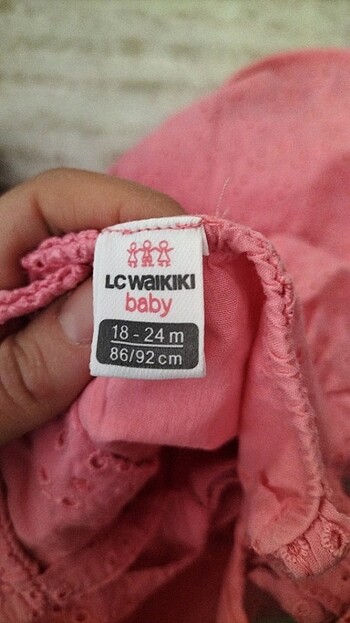 LC WAIKIKI
baby
18 - 24 m
86/92 cm